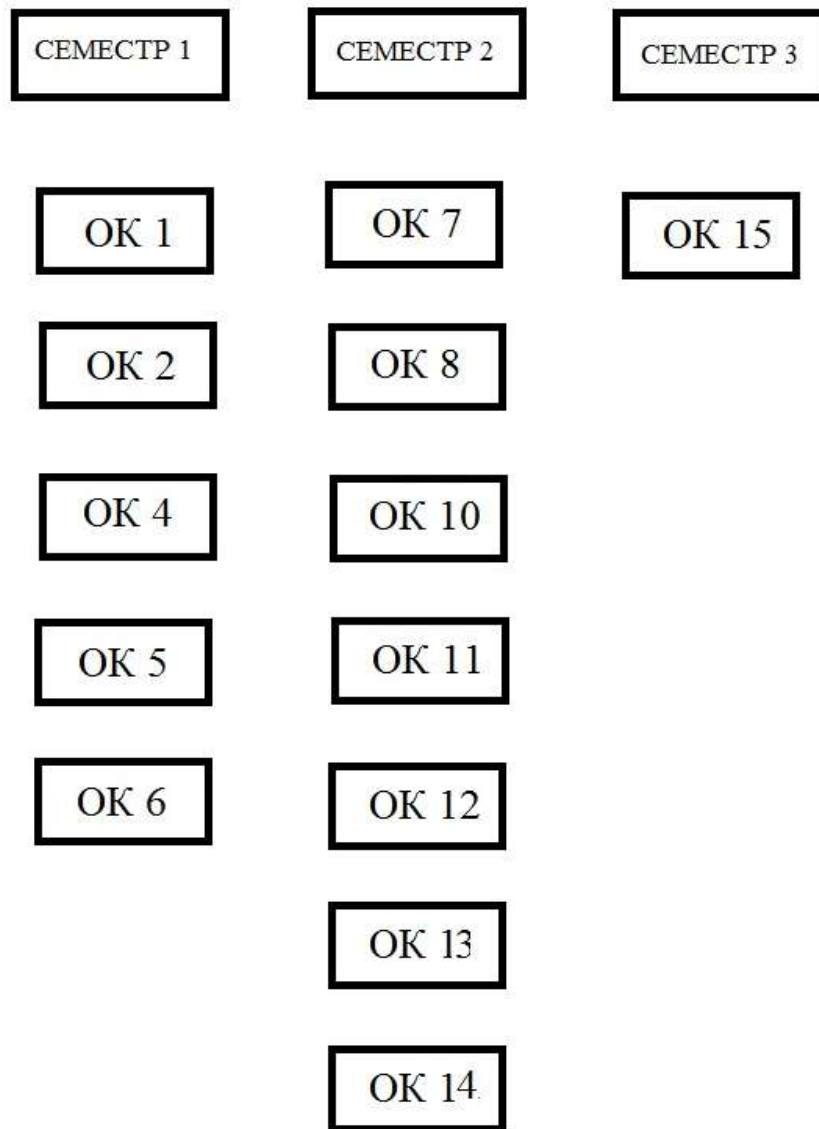 СЕМЕСТР 1
СЕМЕСТР 2
СЕМЕСТР 3
ОК 1
ОК 7
ОК 15
ОК 2
ОК 8
ОК 4
ОК 10
ОК 5
ОК 11
ОК 6
ОК 12
ОК 13
ОК 14